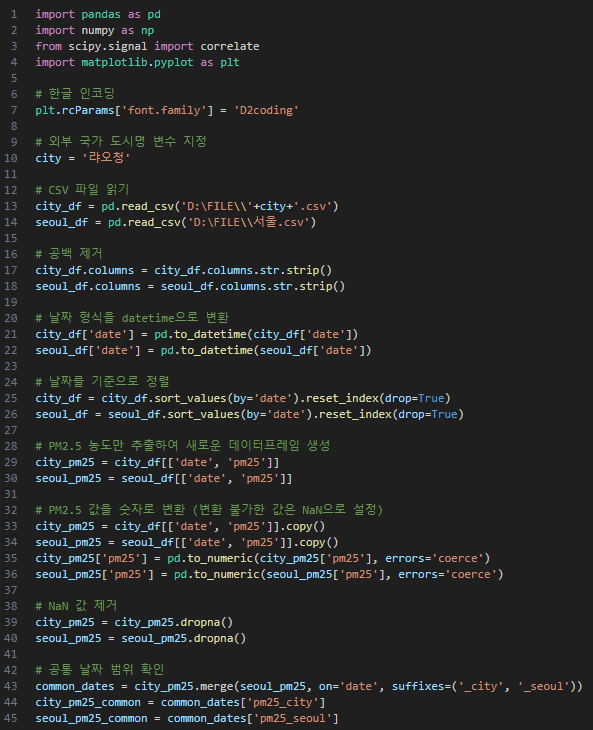 1 import pandas as pd
2 import numpy as np
3 from scipy.signal import correlate
4 import matplotlib.pyplot as plt
5
6 # 한글 인코딩
7 plt.rcParams['font.family'] = 'D2coding'
8
9 # 외부 국가 도시명 변수 지정
10 city = '랴오청'
11
12 # CSV 파일 읽기
13 city_df = pd.read_csv('D:\FILE\\'+city+'.csv')
14 seoul_df = pd.read_csv('D:\FILE\\서울.csv')
15
16 # 공백 제거
17 city_df.columns = city_df.columns.str.strip()
18 seoul_df.columns = seoul_df.columns.str.strip()
19
20 # 날짜 형식을 datetime으로 변환
21 city_df['date'] = pd.to_datetime(city_df['date'])
22 seoul_df['date'] = pd.to_datetime(seoul_df['date'])
23
24 # 날짜를 기준으로 정렬
25 city_df = city_df.sort_values(by='date').reset_index(drop=True)
26 seoul_df = seoul_df.sort_values(by='date').reset_index(drop=True)
27
28 # PM2.5 농도만 추출하여 새로운 데이터프레임 생성
29 city_pm25 = city_df[['date', 'pm25']]
30 seoul_pm25 = seoul_df[['date', 'pm25']]
31
32 # PM2.5 값을 숫자로 변환 (변환 불가한 값은 NaN으로 설정)
33 city_pm25 = city_df[['date', 'pm25']].copy()
34 seoul_pm25 = seoul_df[['date', 'pm25']].copy()
35 city_pm25['pm25'] = pd.to_numeric(city_pm25['pm25'], errors='coerce')
36 seoul_pm25['pm25'] = pd.to_numeric(seoul_pm25['pm25'], errors='coerce')
37
38 # NaN 값 제거
39 city_pm25 = city_pm25.dropna()
40 seoul_pm25 = seoul_pm25.dropna()
41
42 # 공통 날짜 범위 확인
43 common_dates = city_pm25.merge(seoul_pm25, on='date', suffixes=('_city', '_seoul'))
44 city_pm25_common = common_dates['pm25_city']
45 seoul_pm25_common = common_dates['pm25_seoul']